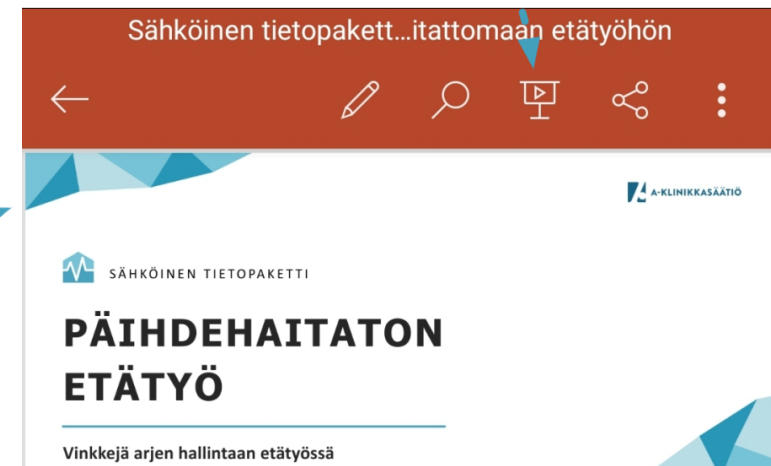 Sähköinen tietopakett...itattomaan etätyöhön
A-KLINIKKASÄÄTIÖ
SÄHKÖINEN TIETOPAKETTI
PÄIHDEHAITATON
ETÄTYÖ
Vinkkejä arjen hallintaan etätyössä